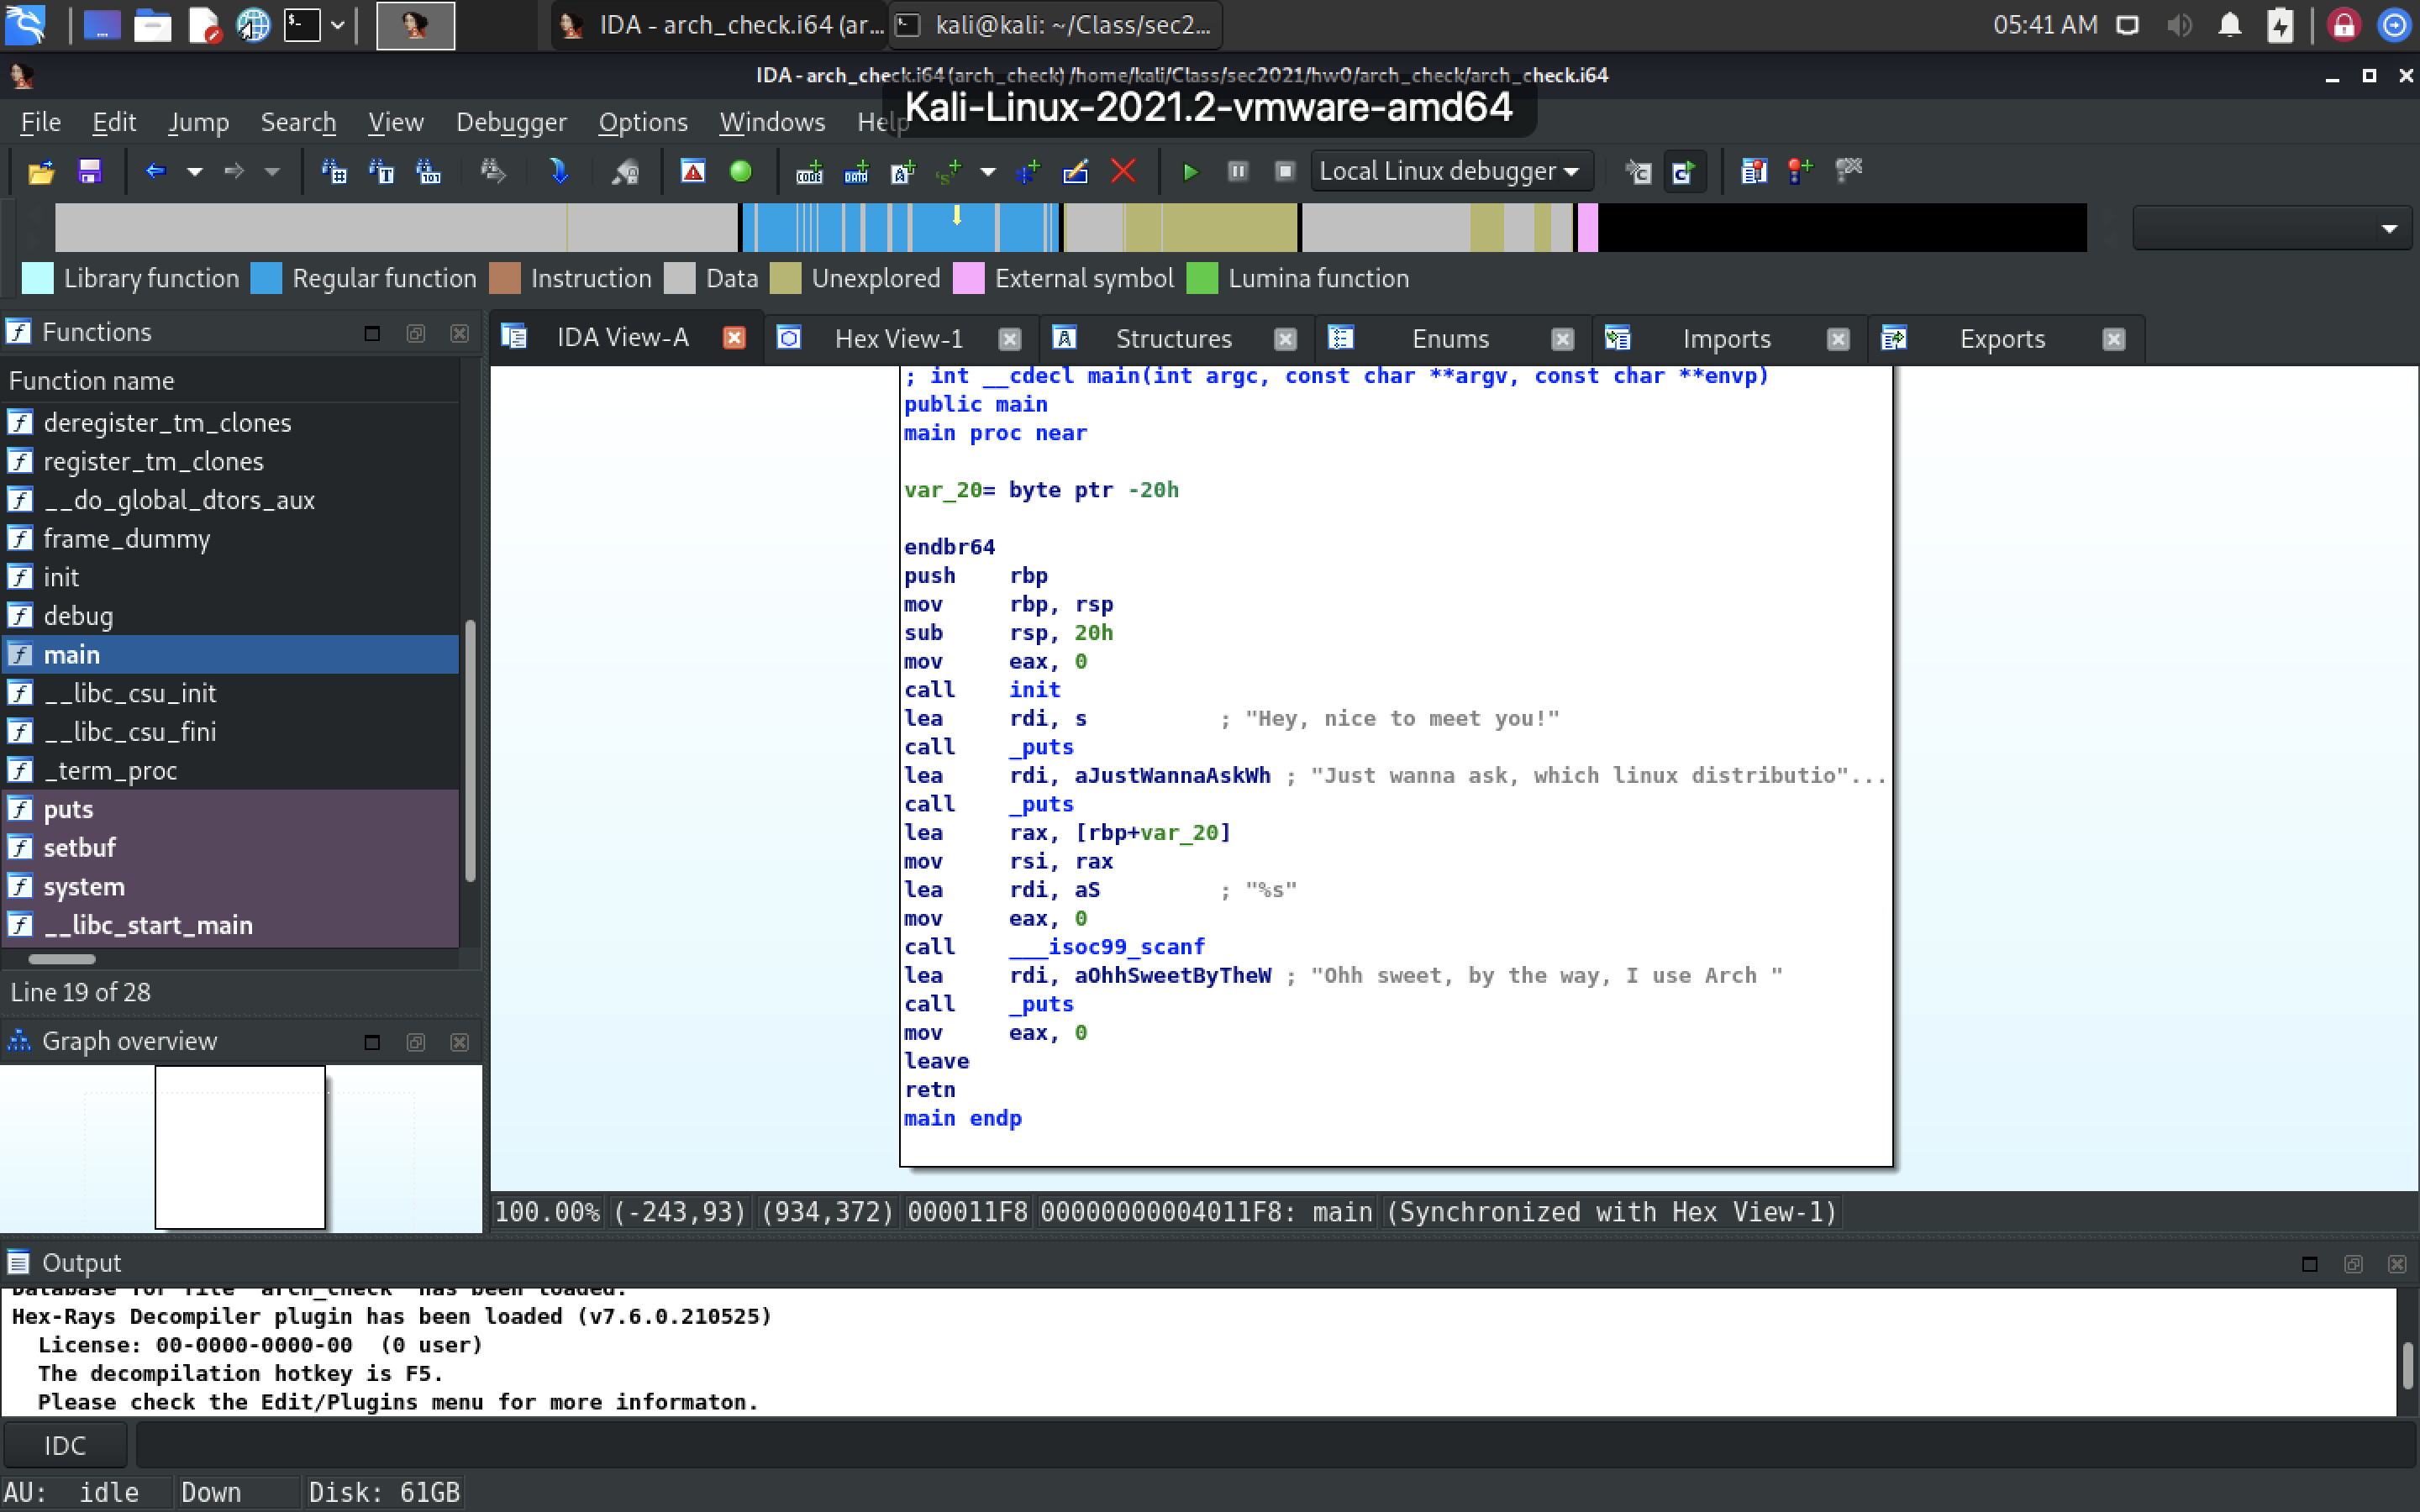 IDA - arch_check.i64 (ar...
kali@kali: ~/Class/sec2...
05:41 AM
IDA - arch_check.i64 (arch_check) /home/kali/Class/sec2021/hw0/arch_check/arch_check.i64
Kali-Linux-2021.2-vmware-amd64
File Edit Jump Search View Debugger Options Windows Help
Local Linux debugger
Library function Regular function Instruction Data Unexplored External symbol Lumina function
Functions
IDA View-A Hex View-1 Structures Enums Imports Exports
Function name
deregister_tm_clones
register_tm_clones
__do_global_dtors_aux
frame_dummy
init
debug
main
__libc_csu_init
__libc_csu_fini
_term_proc
puts
setbuf
system
__libc_start_main
Line 19 of 28
Graph overview
; int __cdecl main(int argc, const char **argv, const char **envp)
public main
main proc near
var_20= byte ptr -20h
endbr64
push rbp
mov rbp, rsp
sub rsp, 20h
mov eax, 0
call init
lea rdi, s ; "Hey, nice to meet you!"
call _puts
lea rdi, aJustWannaAskWh ; "Just wanna ask, which linux distributio"...
call _puts
lea rax, [rbp+var_20]
mov rsi, rax
lea rdi, aS ; "%s"
mov eax, 0
call ___isoc99_scanf
lea rdi, aOhhSweetByTheW ; "Ohh sweet, by the way, I use Arch "
call _puts
mov eax, 0
leave
retn
main endp
100.00% (-243,93) (934,372) 000011F8 00000000004011F8: main (Synchronized with Hex View-1)
Output
Database for file 'arch_check' has been loaded.
Hex-Rays Decompiler plugin has been loaded (v7.6.0.210525)
License: 00-0000-0000-00 (0 user)
The decompilation hotkey is F5.
Please check the Edit/Plugins menu for more informaton.
IDC
AU: idle Down Disk: 61GB